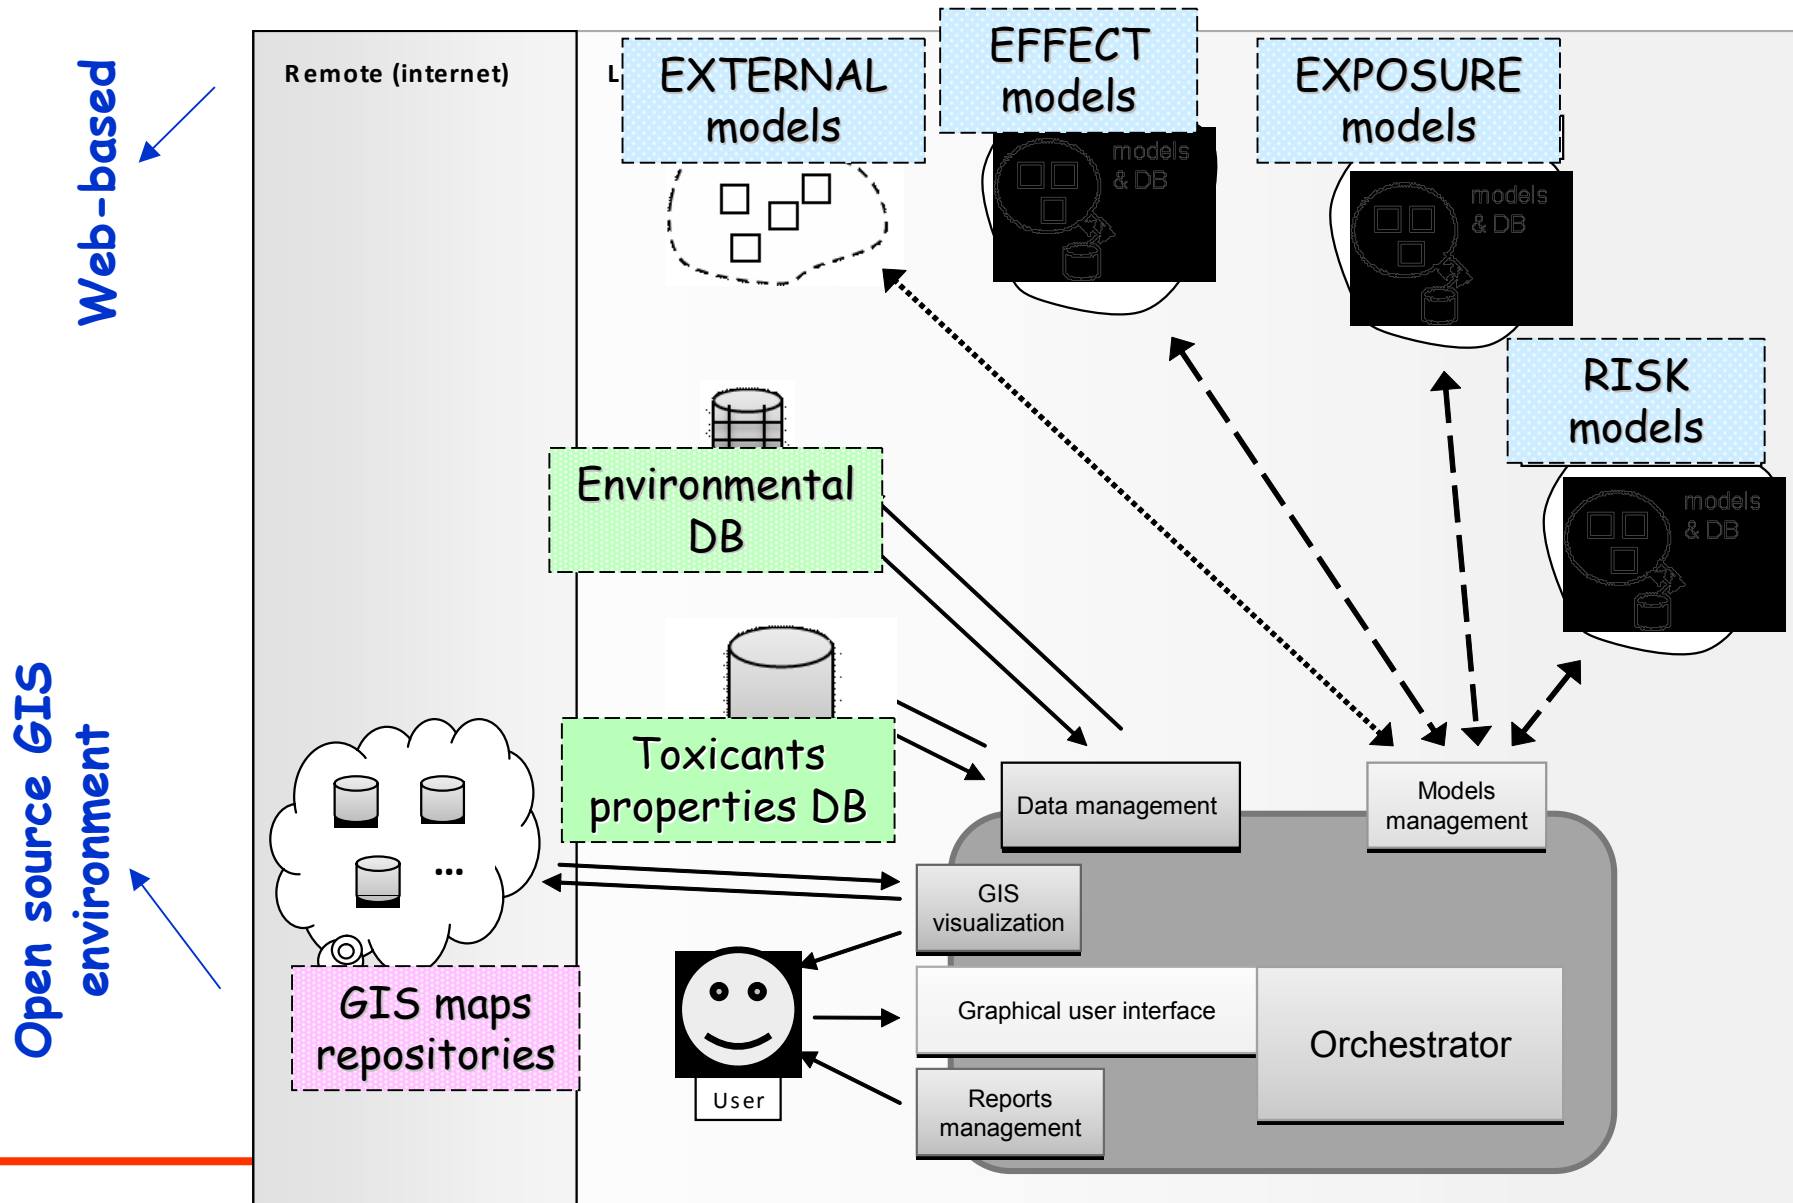 Web-based
Open source GIS
environment
Remote (internet)
L
EXTERNAL
models
EFFECT
models
EXPOSURE
models
models
& DB
models
& DB
RISK
models
models
& DB
Environmental
DB
Toxicants
properties DB
Data management
Models
management
...
GIS
visualization
GIS maps
repositories
Graphical user interface
Orchestrator
User
Reports
management